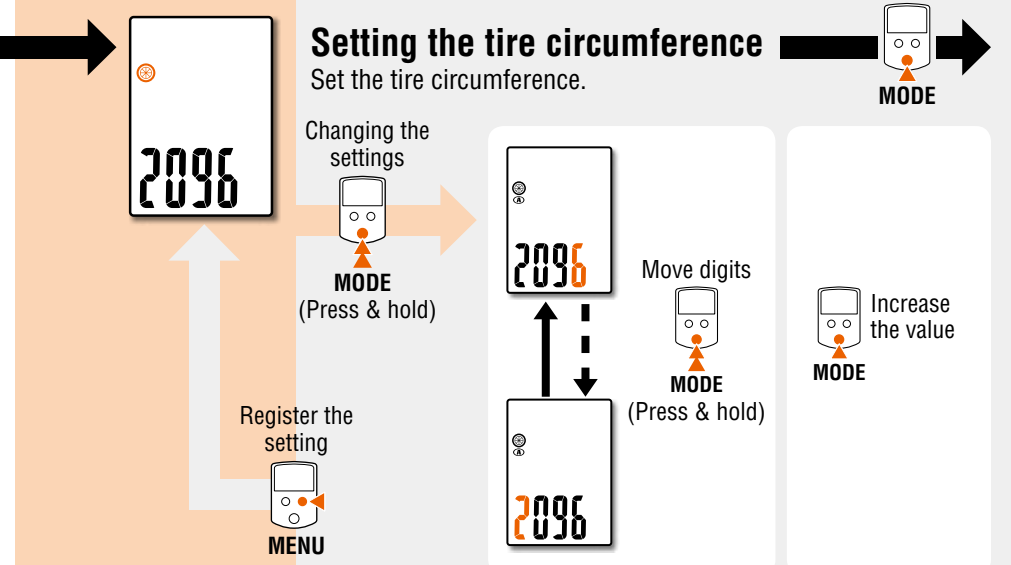 Setting the tire circumference
Set the tire circumference.
MODE
2096
Changing the
settings
MODE
(Press & hold)
Register the
setting
MENU
A
2096
Move digits
MODE
(Press & hold)
A
2096
Increase
the value
MODE